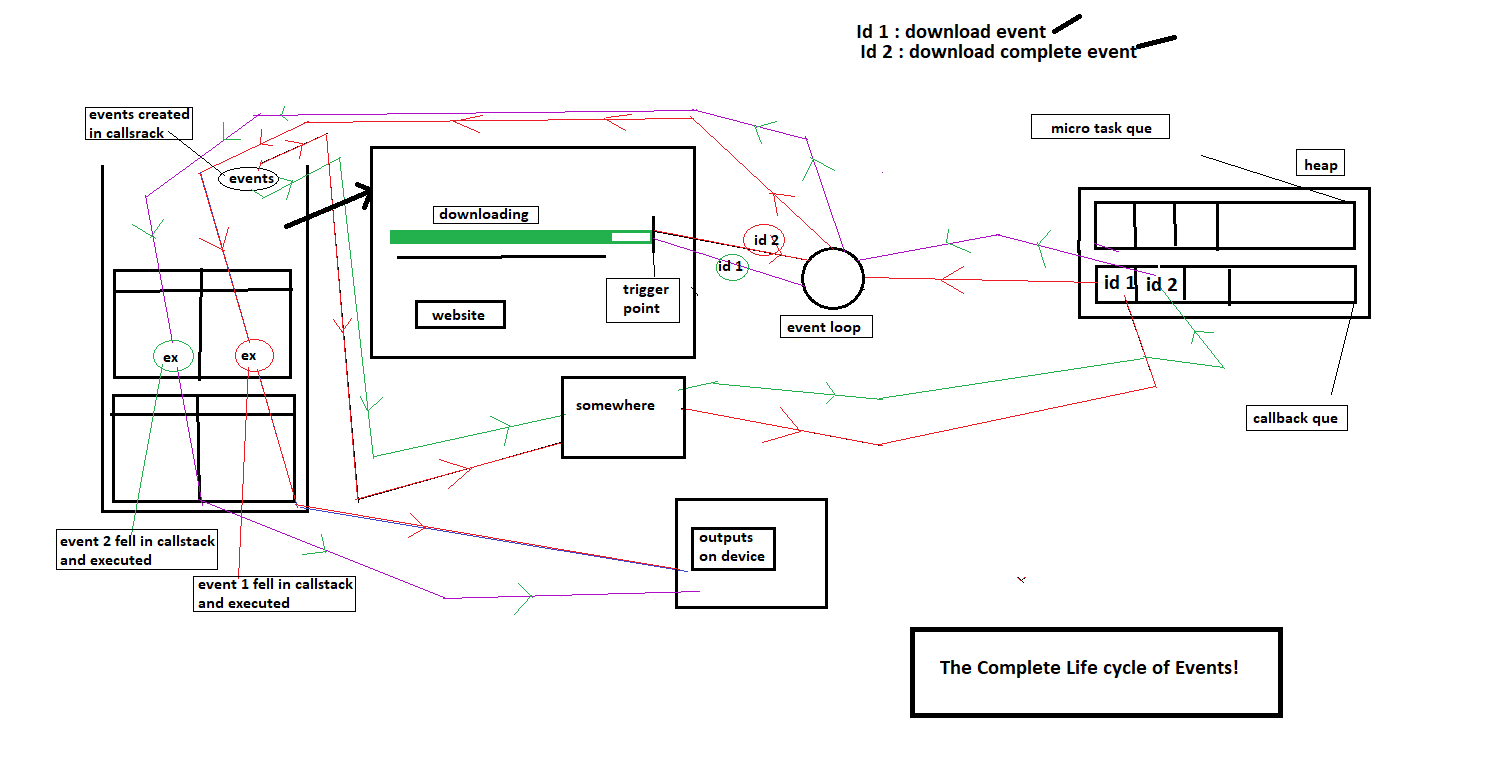 Id 1 : download event
Id 2 : download complete event
events created
in callsrack
micro task que
heap
events
downloading
id 2
id 1
trigger
point
website
event loop
id 1
id 2
ex
ex
somewhere
callback que
outputs
on device
event 2 fell in callstack
and executed
event 1 fell in callstack
and executed
The Complete Life cycle of Events!